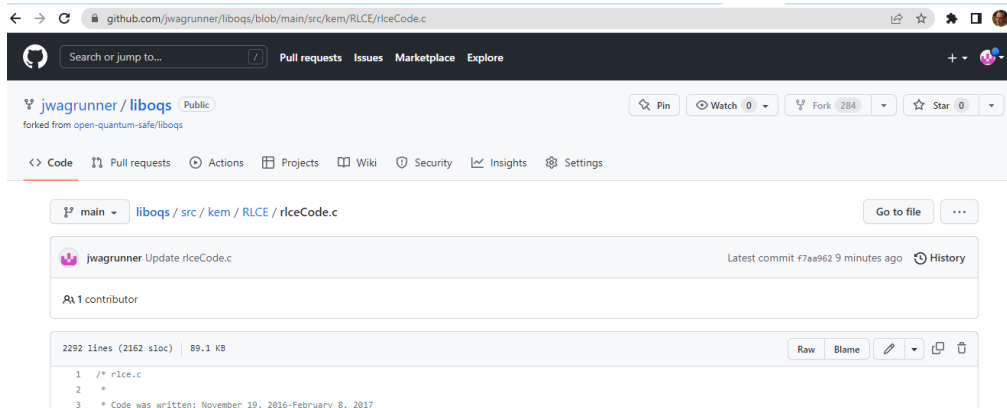 github.com/jwagrunner/liboqs/blob/main/src/kem/RLCE/rlceCode.c
Search or jump to... / Pull requests Issues Marketplace Explore
jwagrunner / liboqs Public Pin Watch 0 Fork 284 Star 0
forked from open-quantum-safe/liboqs
<> Code Pull requests Actions Projects Wiki Security Insights Settings
main liboqs / src / kem / RLCE / rlceCode.c Go to file ...
jwagrunner Update rlceCode.c Latest commit f7aa962 9 minutes ago History
1 contributor
2292 lines (2162 sloc) 89.1 KB Raw Blame
1 /* rlce.c
2 *
3 * Code was written: November 19, 2016-February 8, 2017